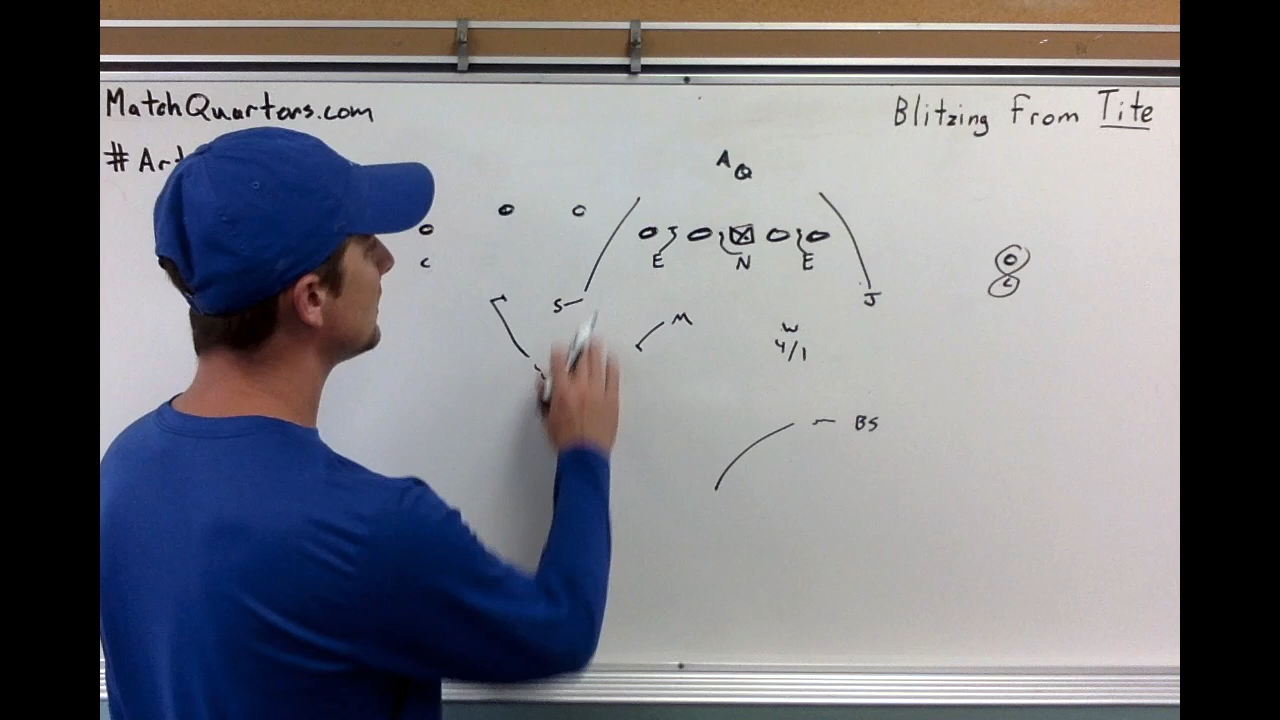 MatchQuarters.com
Blitzing From Tite
#Art
A Q
C
E N E
S
J
M
W
4/1
BS